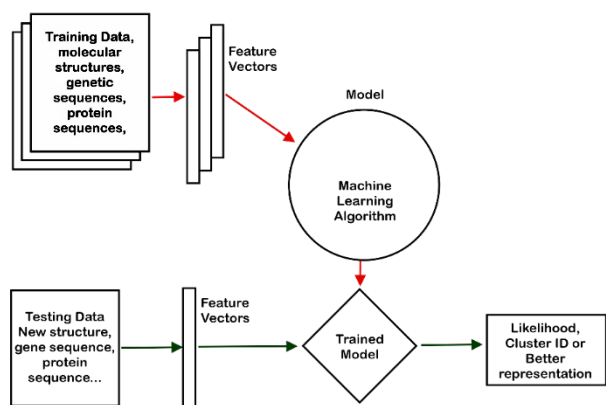 Training Data,
molecular
structures,
genetic
sequences,
protein
sequences,
Feature
Vectors
Model
Machine
Learning
Algorithm
Testing Data
New structure,
gene sequence,
protein
sequence...
Feature
Vectors
Trained
Model
Likelihood,
Cluster ID or
Better
representation